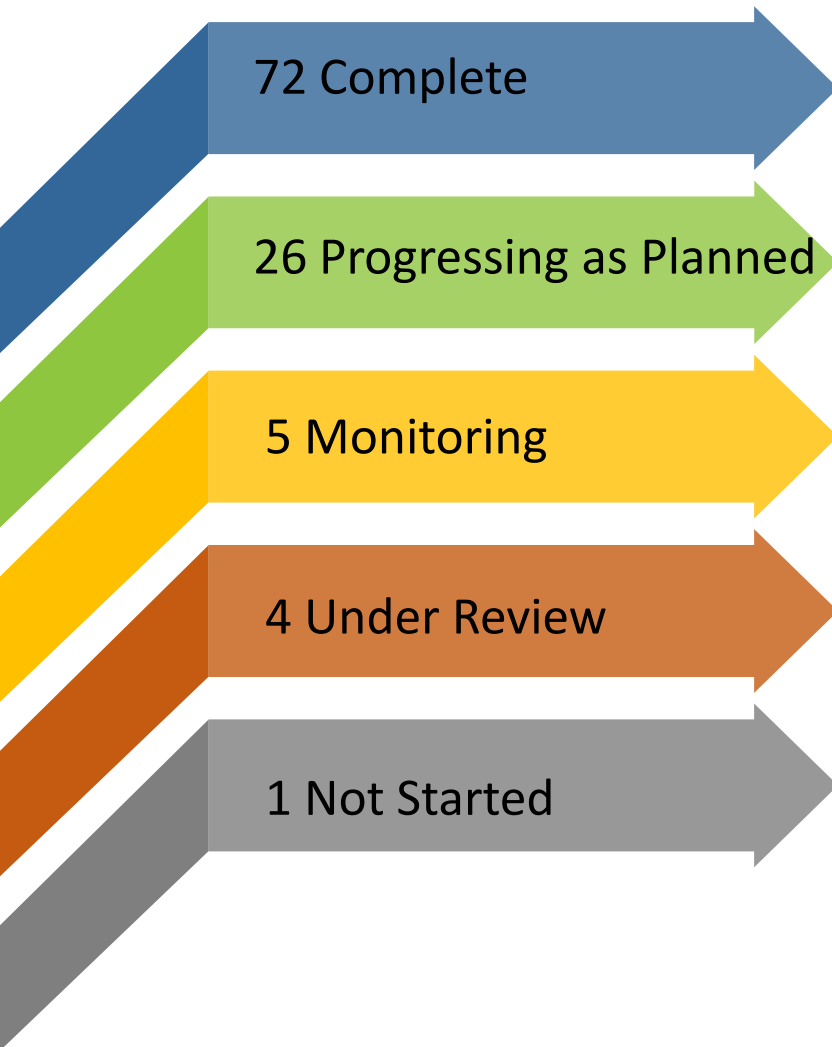 72 Complete
26 Progressing as Planned
5 Monitoring
4 Under Review
1 Not Started